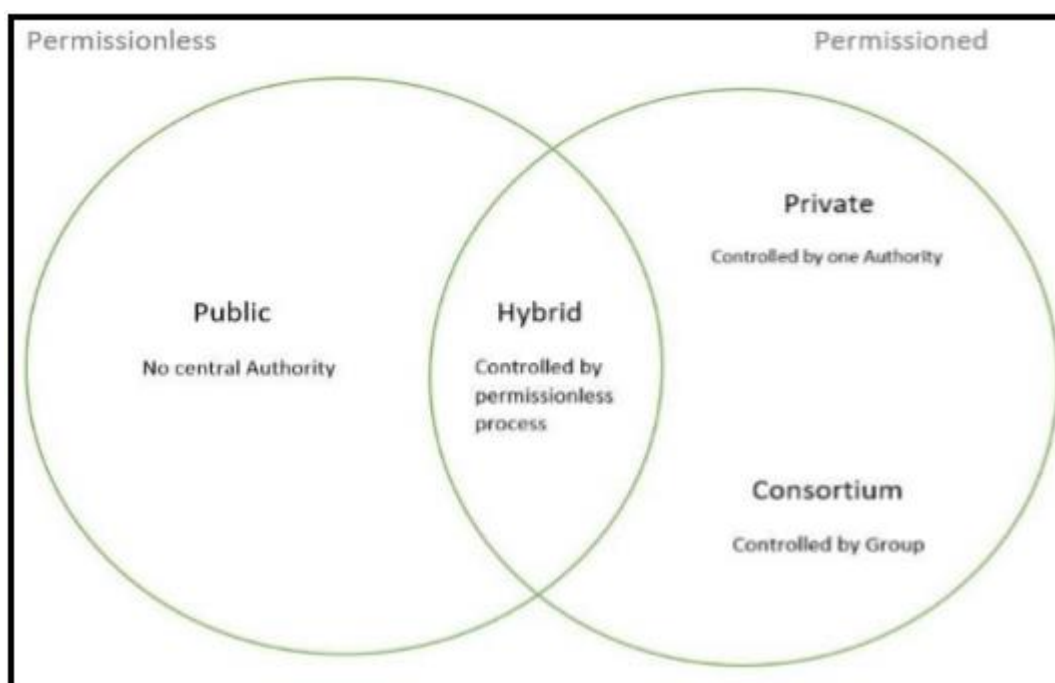 Permissionless
Permissioned
Public
No central Authority
Hybrid
Controlled by
permissionless
process
Private
Controlled by one Authority
Consortium
Controlled by Group